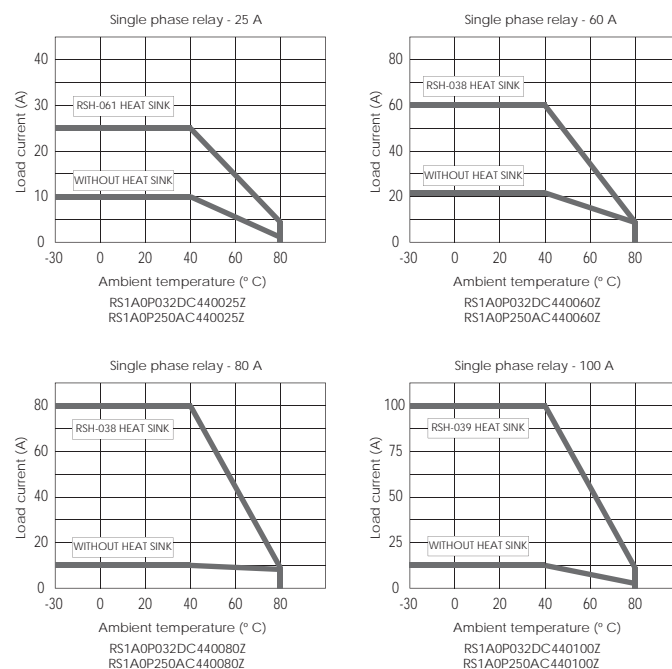 Single phase relay - 25 A
Load current (A)
40
30
20
10
0
RSH-061 HEAT SINK
WITHOUT HEAT SINK
-30 0 20 40 60 80
Ambient temperature (º C)
RS1A0P032DC440025Z
RS1A0P250AC440025Z
Single phase relay - 60 A
Load current (A)
80
60
40
20
0
RSH-038 HEAT SINK
WITHOUT HEAT SINK
-30 0 20 40 60 80
Ambient temperature (º C)
RS1A0P032DC440060Z
RS1A0P250AC440060Z
Single phase relay - 80 A
Load current (A)
80
60
40
20
0
RSH-038 HEAT SINK
WITHOUT HEAT SINK
-30 0 20 40 60 80
Ambient temperature (º C)
RS1A0P032DC440080Z
RS1A0P250AC440080Z
Single phase relay - 100 A
Load current (A)
100
75
50
25
0
RSH-039 HEAT SINK
WITHOUT HEAT SINK
-30 0 20 40 60 80
Ambient temperature (º C)
RS1A0P032DC440100Z
RS1A0P250AC440100Z